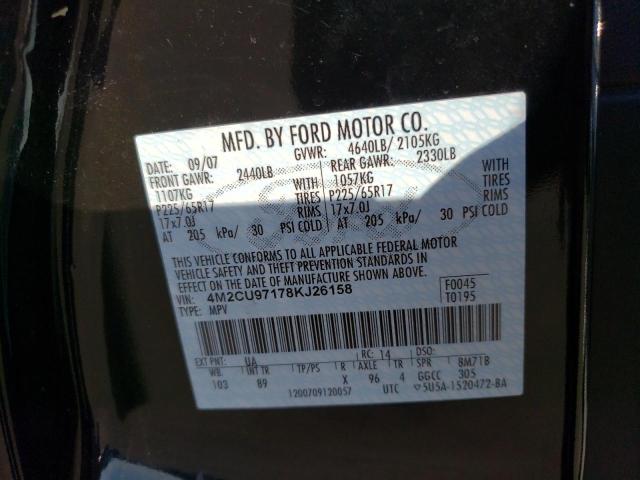 MFD. BY FORD MOTOR CO.
DATE: 09/07 GVWR: 4640LB/ 2105KG
FRONT GAWR: 2440LB REAR GAWR: 2330LB
1107KG WITH 1057KG WITH
P225/65R17 TIRES P225/65R17 TIRES
17x7.0J RIMS 17x7.0J RIMS
AT 205 kPa/ 30 PSI COLD AT 205 kPa/ 30 PSI COLD
THIS VEHICLE CONFORMS TO ALL APPLICABLE FEDERAL MOTOR
VEHICLE SAFETY AND THEFT PREVENTION STANDARDS IN
EFFECT ON THE DATE OF MANUFACTURE SHOWN ABOVE.
VIN: 4M2CU97178KJ26158 F0045
TYPE: MPV T0195
EXT PNT: UA RC: 14 DSO:
WB INT TR TP/PS R AXLE TR SPR 8M71B
103 89 X 96 4 GGCC 305
1200709120057 UTC 5U5A-1520472-BA